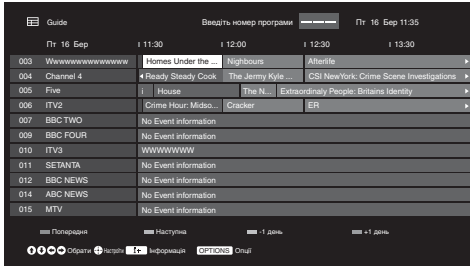 Guide Введіть номер програми Пт 16 Бер 11:35
Пт 16 Бер 11:30 12:00 12:30 13:30
003 Wwwwwwwwwwwwww Homes Under the ... Nighbours Afterlife
004 Channel 4 Ready Steady Cook The Jermy Kyle ... CSI NewYork: Crime Scene Investigations
005 Five i House The N... Extraordinaly People: Britains Identity
006 ITV2 Crime Hour: Midso... Cracker ER
007 BBC TWO No Event information
009 BBC FOUR No Event information
010 ITV3 WWWWWWW
011 SETANTA No Event information
012 BBC NEWS No Event information
014 ABC NEWS No Event information
015 MTV No Event information
Попередня Наступна -1 день +1 день
Обрати Настройти i+ Інформація OPTIONS Опції